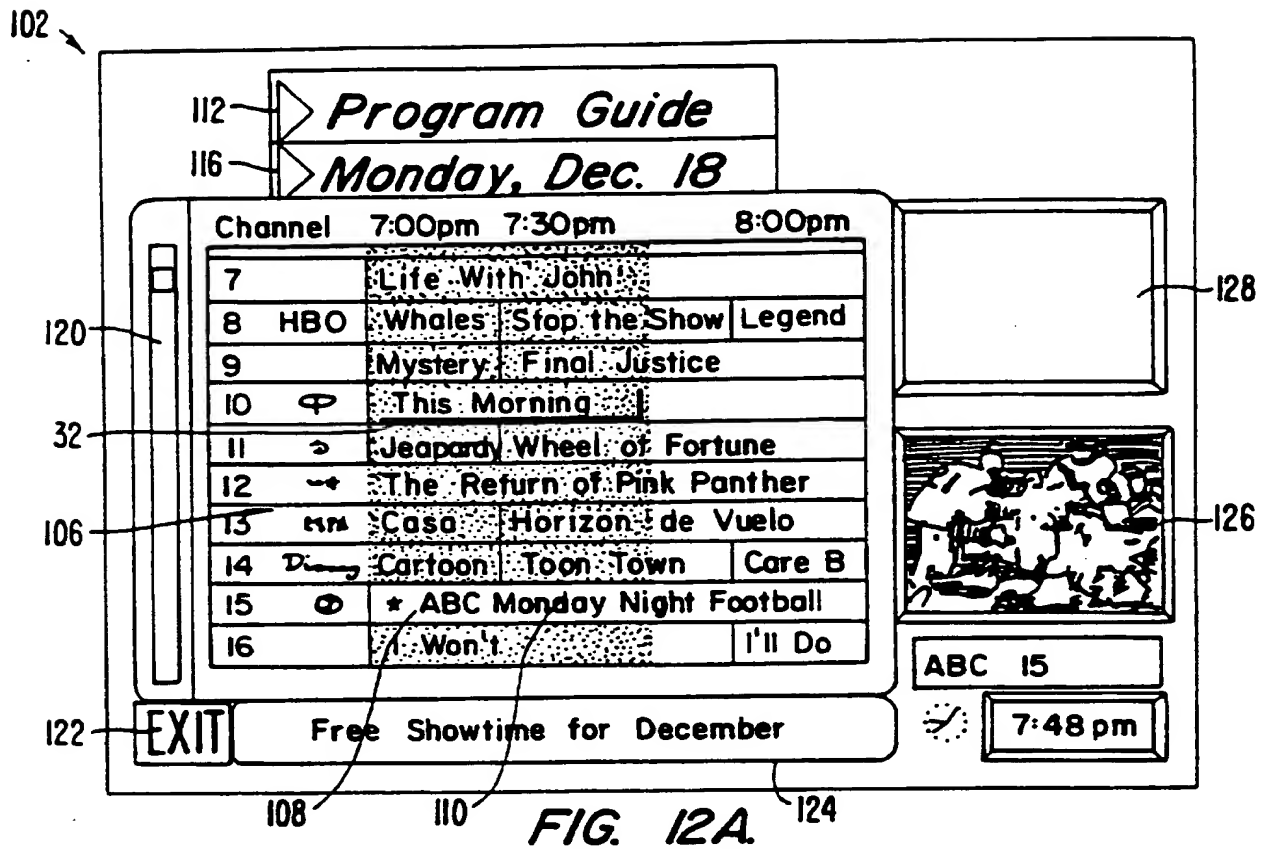 102
112 Program Guide
116 Monday, Dec. 18
Channel 7:00pm 7:30pm 8:00pm
7 Life With John
8 HBO Whales Stop the Show Legend
9 Mystery Final Justice
10 This Morning
11 Jeapardy Wheel of Fortune
12 The Return of Pink Panther
13 Casa Horizon de Vuelo
14 Disney Cartoon Toon Town Care B
15 ★ ABC Monday Night Football
16 I Won't I'll Do
120
32
106
128
126
ABC 15
7:48pm
122 EXIT Free Showtime for December
108 110 124
FIG. 12A.